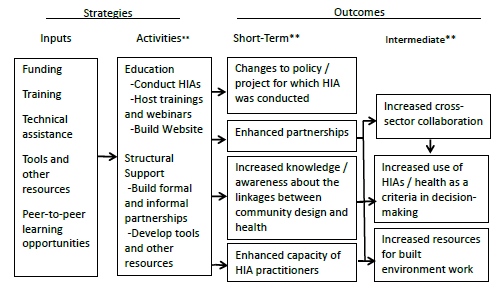 Strategies
Outcomes
Inputs
Activities**
Short-Term**
Intermediate**
Funding
Training
Technical
assistance
Tools and
other
resources
Peer-to-peer
learning
opportunities
Education
-Conduct HIAs
-Host trainings
and webinars
-Build Website
Structural
Support
-Build formal
and informal
partnerships
-Develop tools
and other
resources
Changes to policy /
project for which HIA
was conducted
Enhanced partnerships
Increased knowledge /
awareness about the
linkages between
community design and
health
Enhanced capacity of
HIA practitioners
Increased cross-
sector collaboration
Increased use of
HIAs / health as a
criteria in decision-
making
Increased resources
for built
environment work